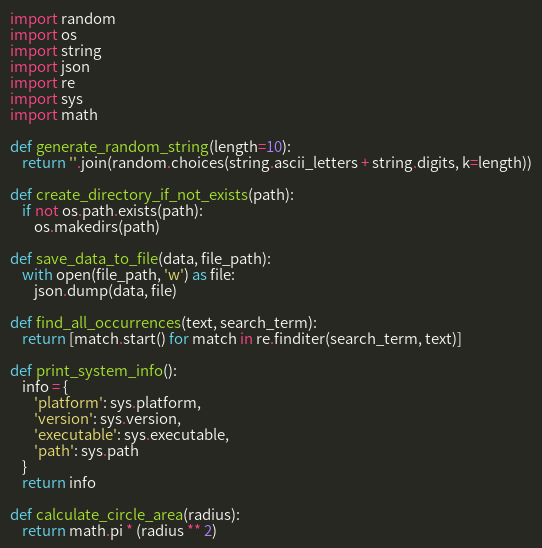 import random
import os
import string
import json
import re
import sys
import math

def generate_random_string(length=10):
    return ''.join(random.choices(string.ascii_letters + string.digits, k=length))

def create_directory_if_not_exists(path):
    if not os.path.exists(path):
        os.makedirs(path)

def save_data_to_file(data, file_path):
    with open(file_path, 'w') as file:
        json.dump(data, file)

def find_all_occurrences(text, search_term):
    return [match.start() for match in re.finditer(search_term, text)]

def print_system_info():
    info = {
        'platform': sys.platform,
        'version': sys.version,
        'executable': sys.executable,
        'path': sys.path
    }
    return info

def calculate_circle_area(radius):
    return math.pi * (radius ** 2)